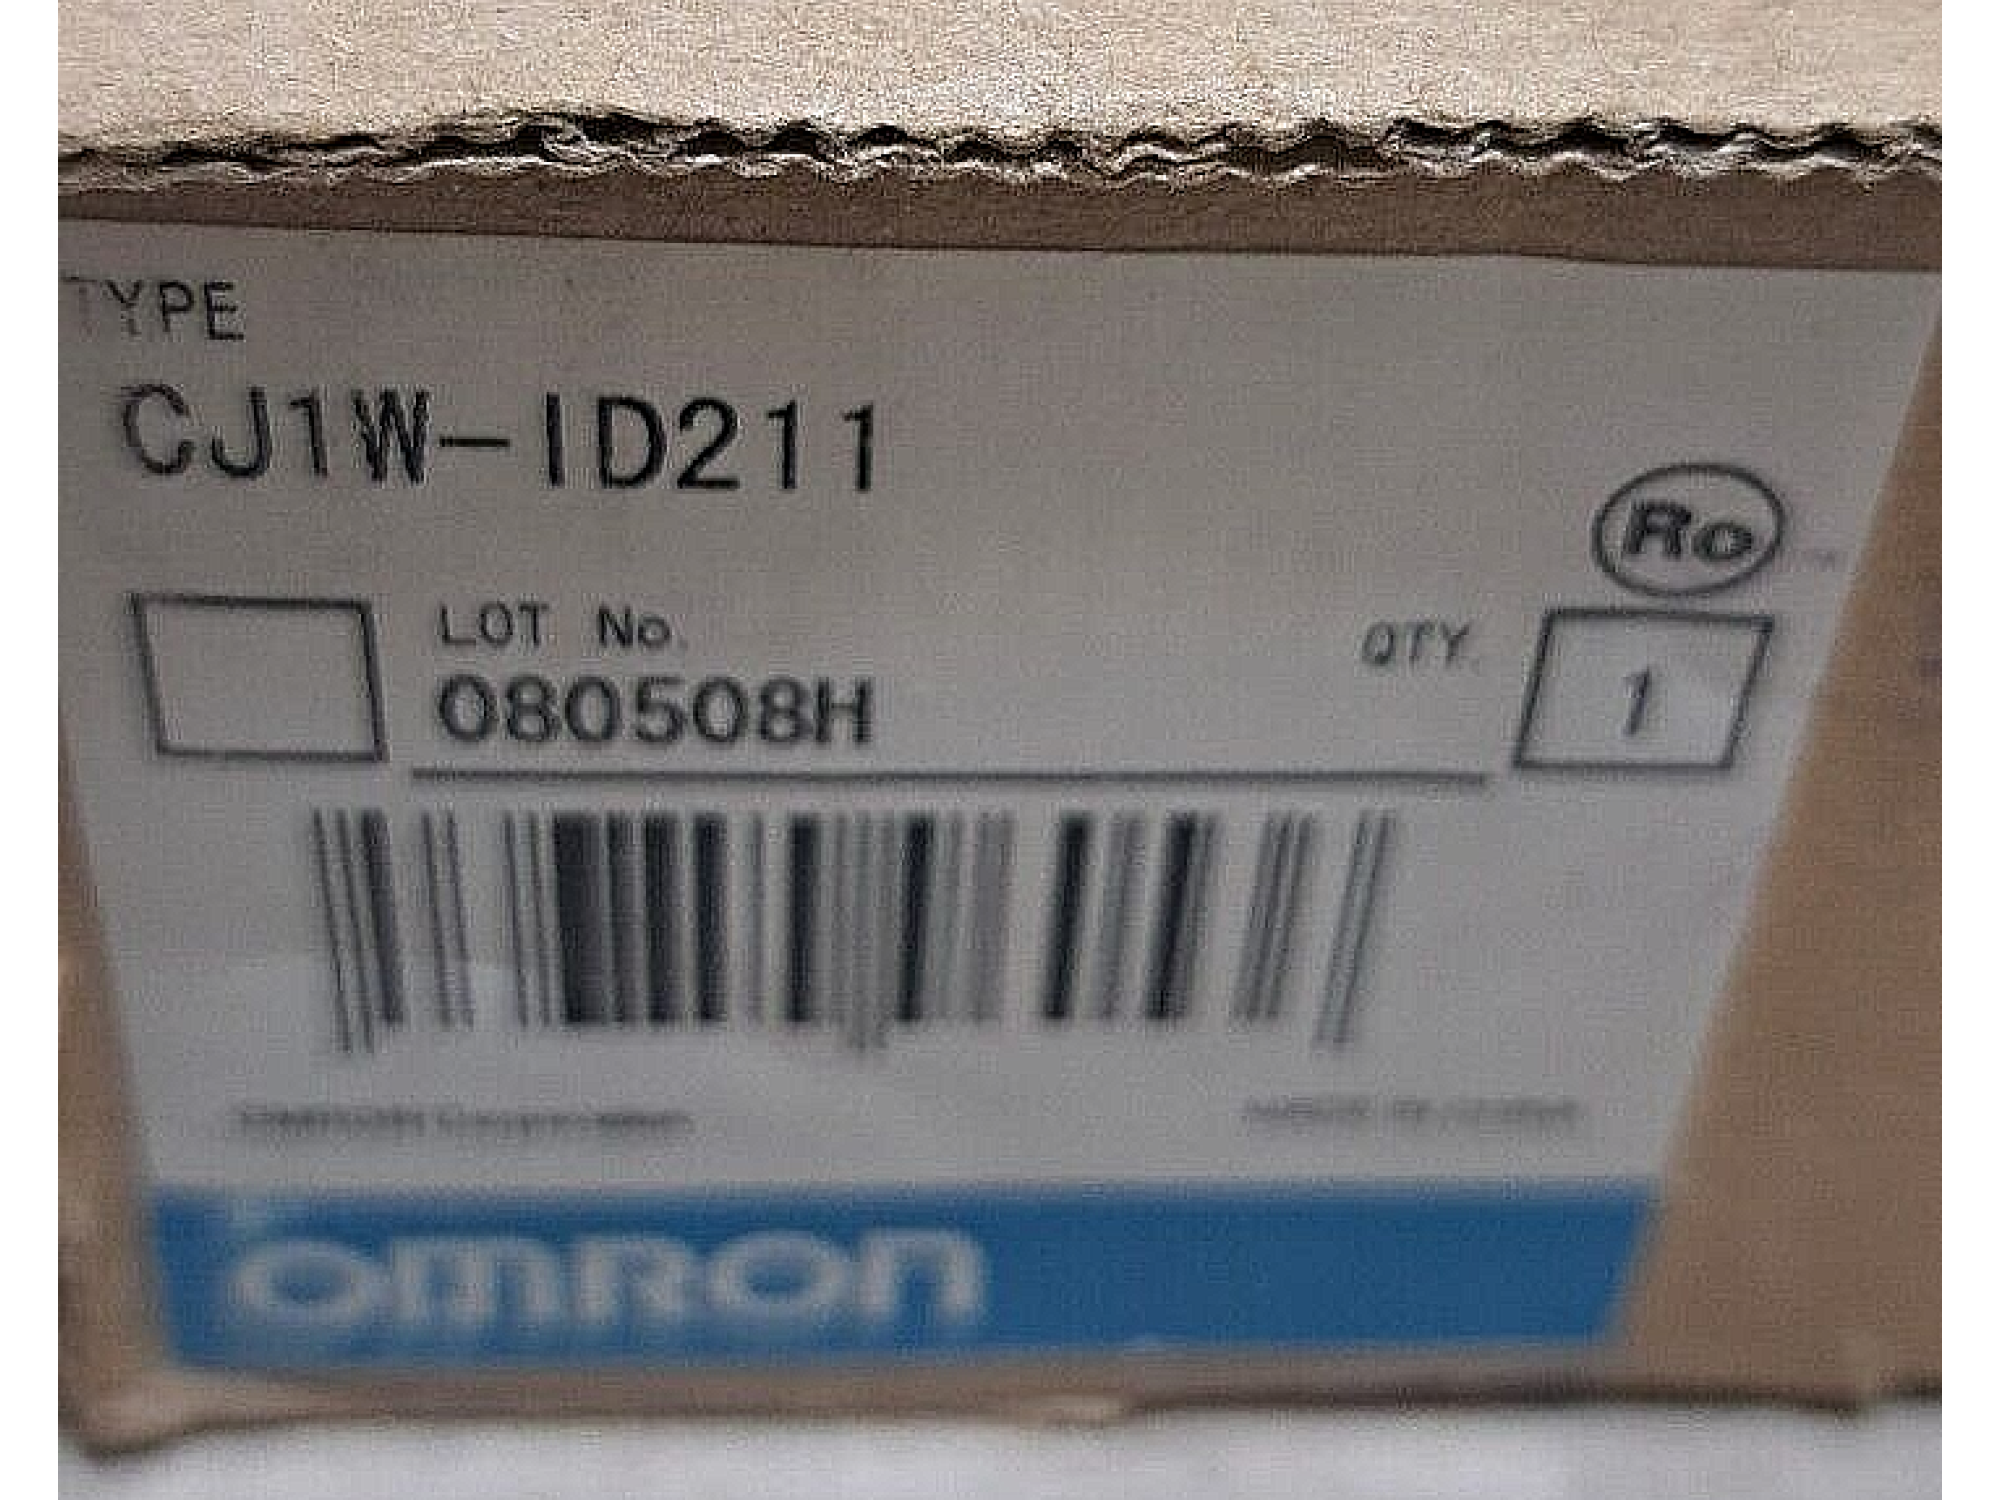 TYPE
CJ1W-ID211
Ro
LOT No.
080508H
QTY.
1
OMRON